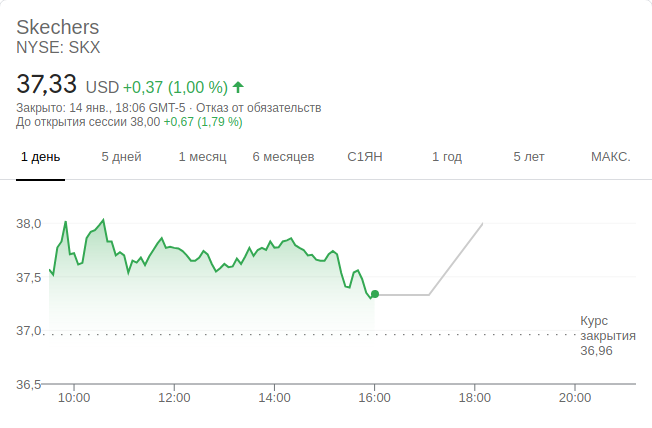 Skechers
NYSE: SKX
37,33 USD +0,37 (1,00 %)
Закрыто: 14 янв., 18:06 GMT-5 · Отказ от обязательств
До открытия сессии 38,00 +0,67 (1,79 %)
1 день 5 дней 1 месяц 6 месяцев С1ЯН 1 год 5 лет МАКС.
38,0
37,5
37,0
Курс
закрытия
36,96
36,5
10:00 12:00 14:00 16:00 18:00 20:00